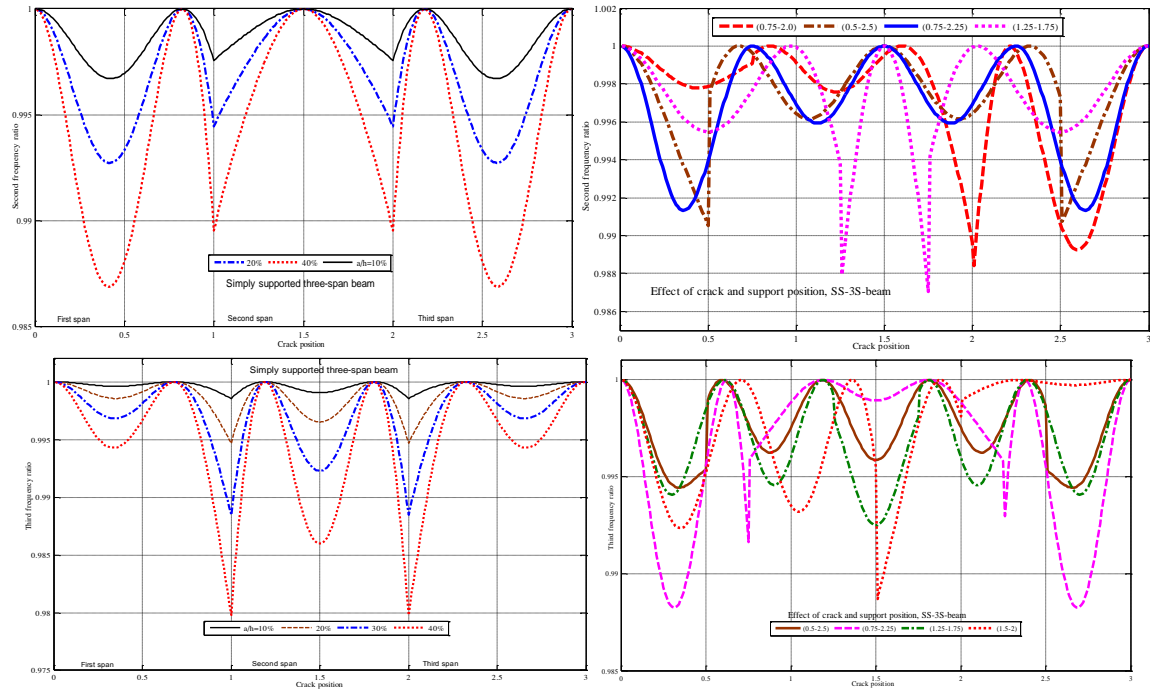 1
0.995
0.99
0.985
Second frequency ratio
20% 40% a/h=10%
Simply supported three-span beam
First span Second span Third span
0 0.5 1 1.5 2 2.5 3
Crack position
1.002
1
0.998
0.996
0.994
0.992
0.99
0.988
0.986
Second frequency ratio
(0.75-2.0) (0.5-2.5) (0.75-2.25) (1.25-1.75)
Effect of crack and support position, SS-3S-beam
0 0.5 1 1.5 2 2.5 3
Crack position
Simply supported three-span beam
1
0.995
0.99
0.985
0.98
0.975
Third frequency ratio
a/h=10% 20% 30% 40%
First span Second span Third span
0 0.5 1 1.5 2 2.5 3
Crack position
1
0.995
0.99
0.985
Third frequency ratio
Effect of crack and support position, SS-3S-beam
(0.5-2.5) (0.75-2.25) (1.25-1.75) (1.5-2)
0 0.5 1 1.5 2 2.5 3
Crack position